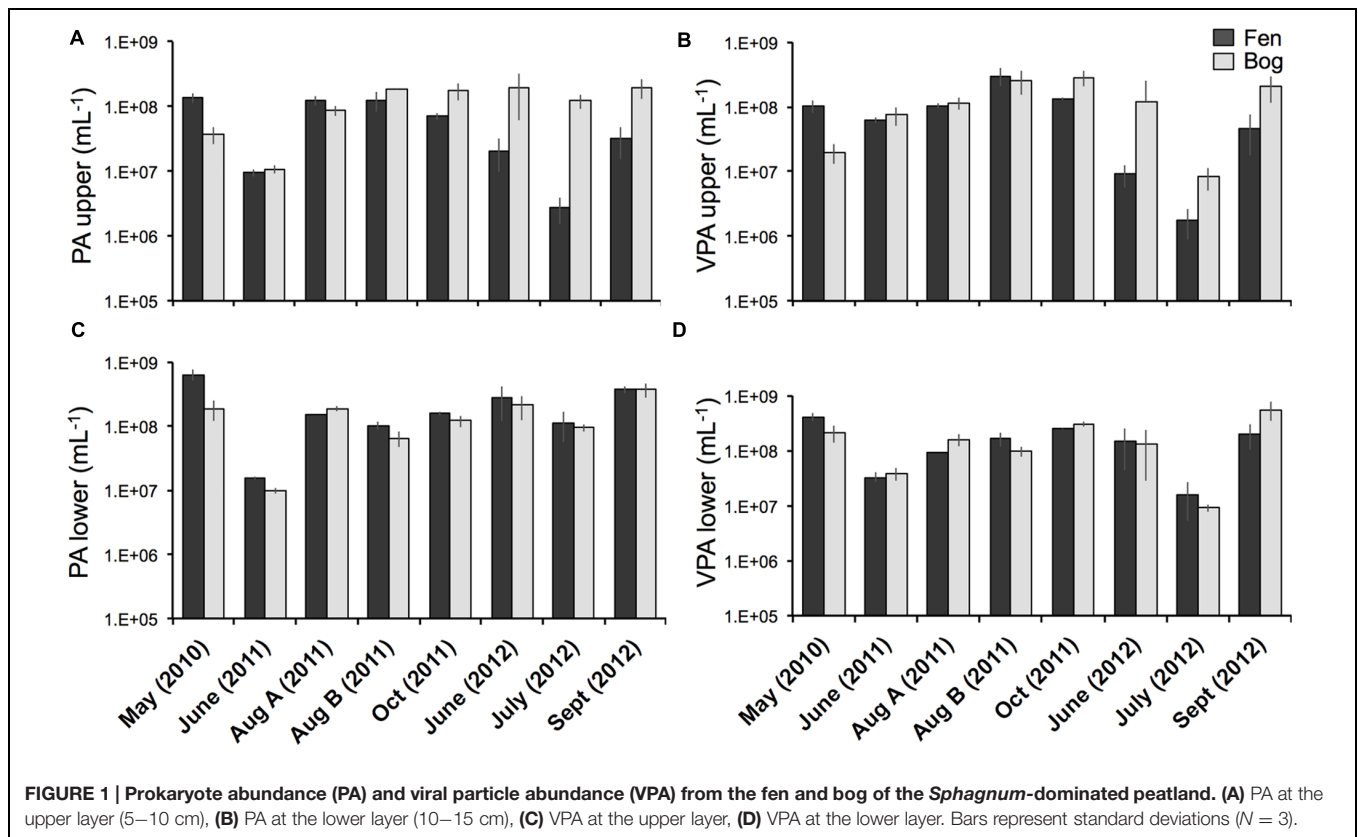 A
1.E+09
1.E+08
1.E+07
1.E+06
1.E+05
PA upper (mL-1)
B
1.E+09
1.E+08
1.E+07
1.E+06
1.E+05
VPA upper (mL-1)
Fen
Bog
C
1.E+09
1.E+08
1.E+07
1.E+06
1.E+05
PA lower (mL-1)
May (2010)
June (2011)
Aug A (2011)
Aug B (2011)
Oct (2011)
June (2012)
July (2012)
Sept (2012)
D
1.E+09
1.E+08
1.E+07
1.E+06
1.E+05
VPA lower (mL-1)
May (2010)
June (2011)
Aug A (2011)
Aug B (2011)
Oct (2011)
June (2012)
July (2012)
Sept (2012)
FIGURE 1 | Prokaryote abundance (PA) and viral particle abundance (VPA) from the fen and bog of the Sphagnum-dominated peatland. (A) PA at the
upper layer (5–10 cm), (B) PA at the lower layer (10–15 cm), (C) VPA at the upper layer, (D) VPA at the lower layer. Bars represent standard deviations (N = 3).